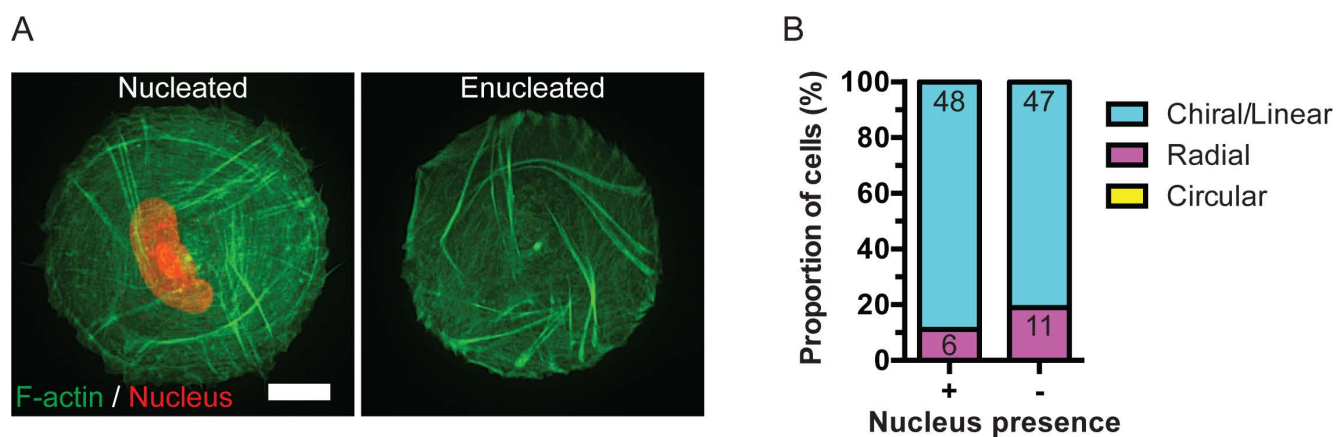 A
Nucleated
Enucleated
F-actin / Nucleus
B
Proportion of cells (%)
100
80
60
40
20
0
48
47
6
11
+
-
Nucleus presence
Chiral/Linear
Radial
Circular